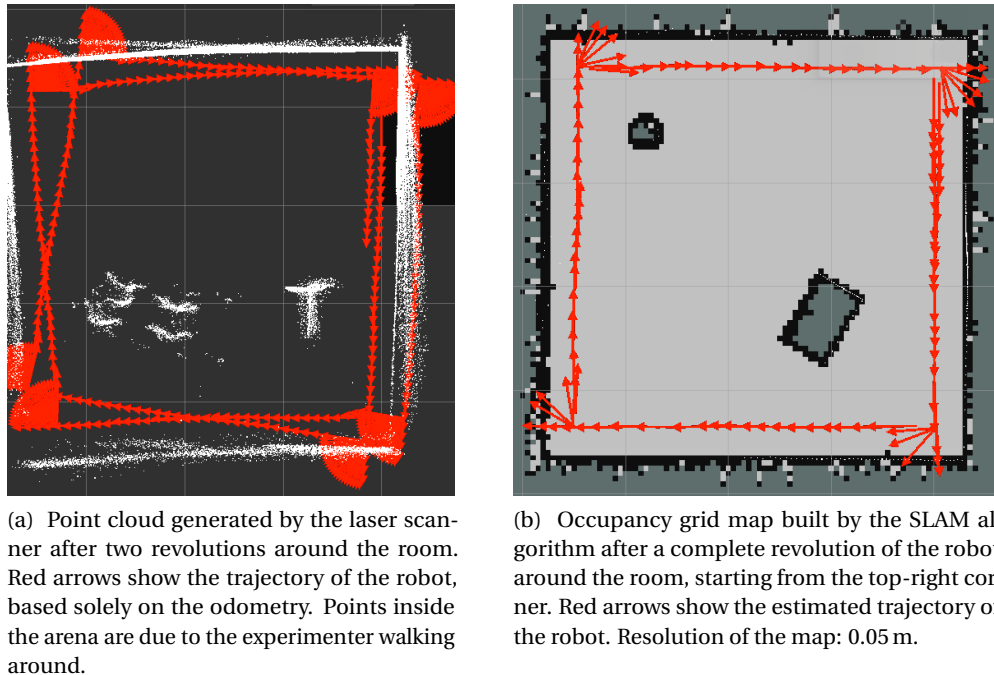 (a) Point cloud generated by the laser scan-
ner after two revolutions around the room.
Red arrows show the trajectory of the robot,
based solely on the odometry. Points inside
the arena are due to the experimenter walking
around.
(b) Occupancy grid map built by the SLAM al
gorithm after a complete revolution of the robot
around the room, starting from the top-right cor
ner. Red arrows show the estimated trajectory o
the robot. Resolution of the map: 0.05 m.